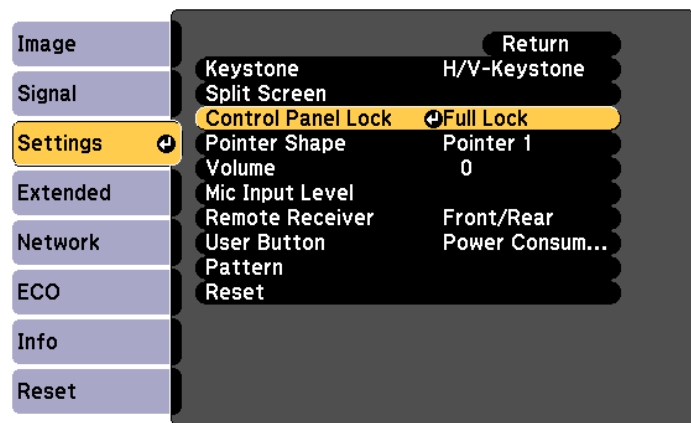 Image
Signal
Settings
Extended
Network
ECO
Info
Reset
Return
Keystone H/V-Keystone
Split Screen
Control Panel Lock Full Lock
Pointer Shape Pointer 1
Volume 0
Mic Input Level
Remote Receiver Front/Rear
User Button Power Consum...
Pattern
Reset